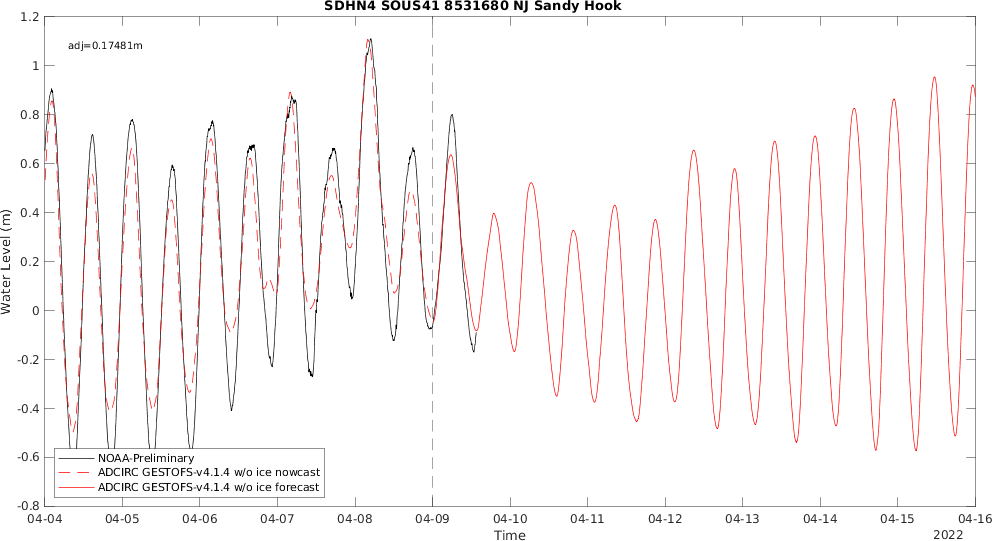 SDHN4 SOUS41 8531680 NJ Sandy Hook
adj=0.17481m
1.2
1
0.8
0.6
0.4
0.2
0
-0.2
-0.4
-0.6
-0.8
Water Level (m)
NOAA-Preliminary
ADCIRC GESTOFS-v4.1.4 w/o ice nowcast
ADCIRC GESTOFS-v4.1.4 w/o ice forecast
04-04 04-05 04-06 04-07 04-08 04-09 04-10 04-11 04-12 04-13 04-14 04-15 04-16
Time
2022